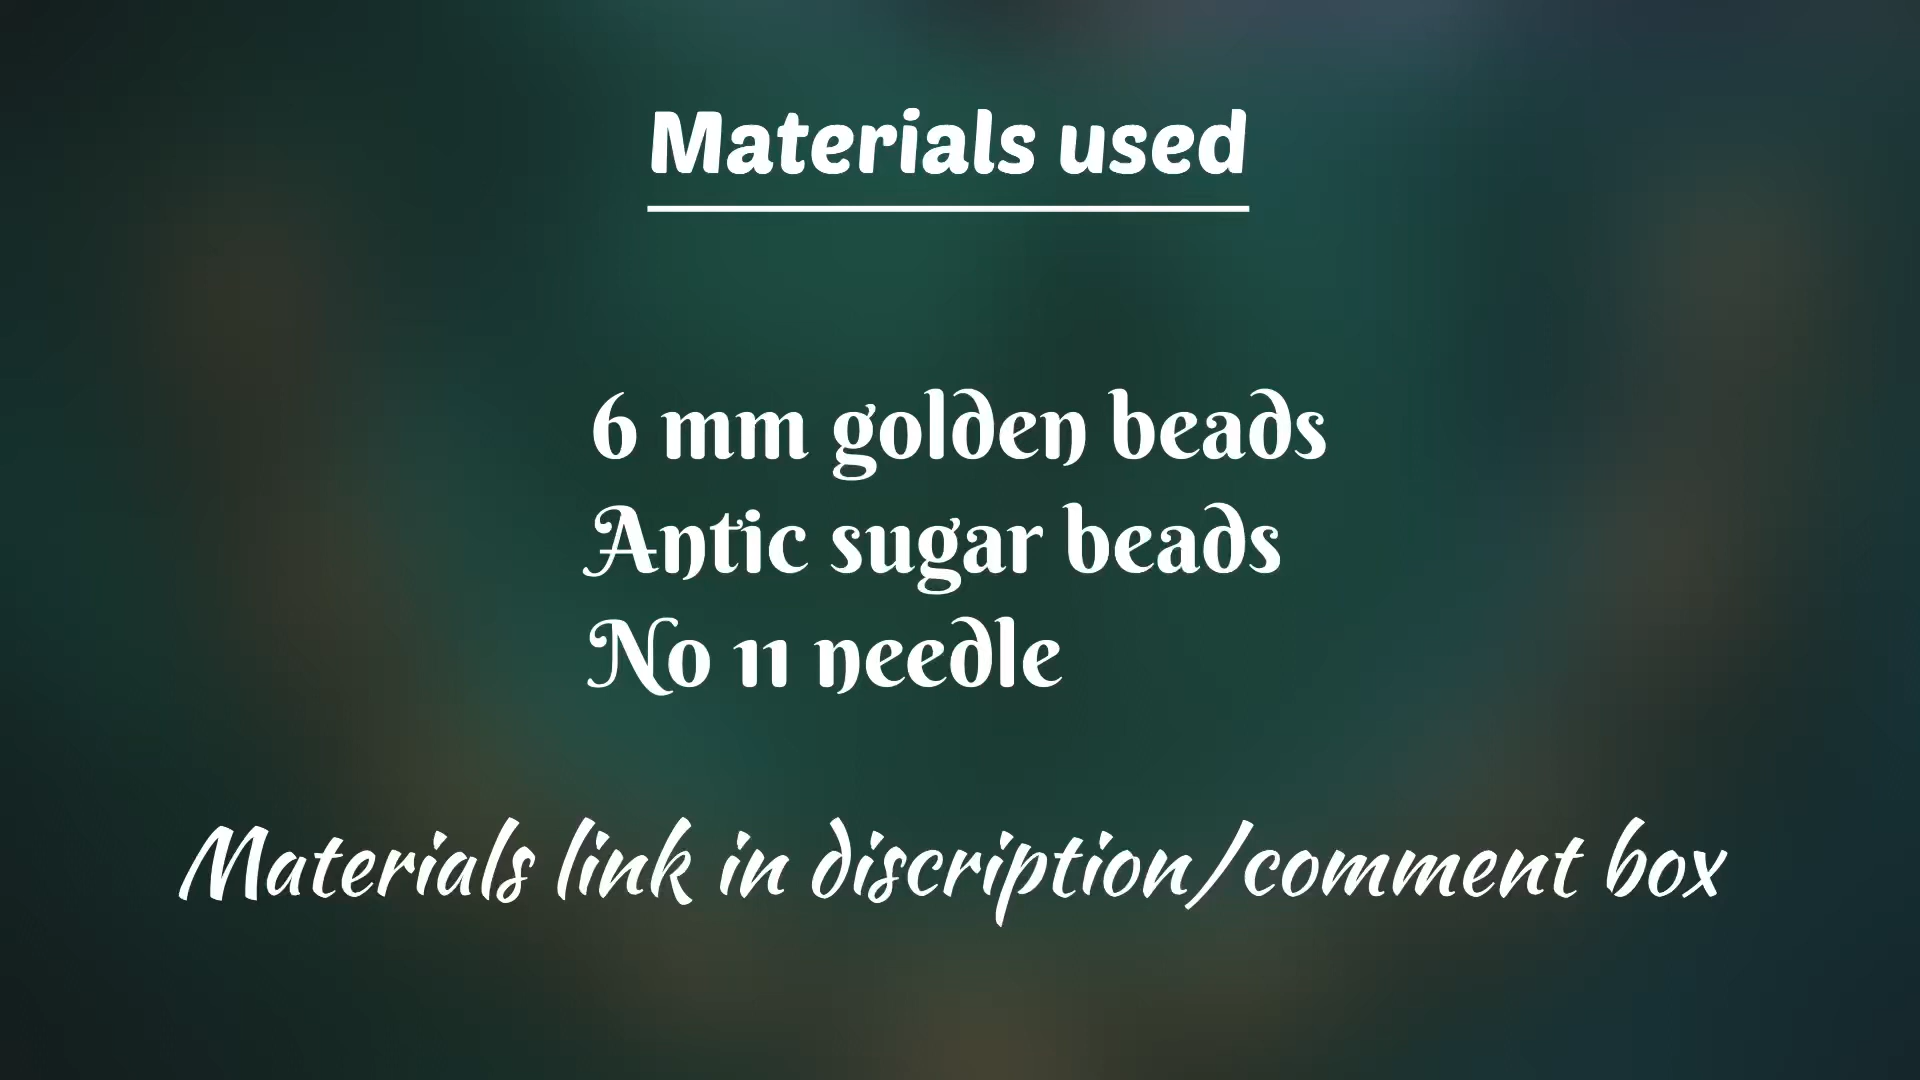 Materials used
6 mm golden beads
Antic sugar beads
No 11 needle
Materials link in discription/comment box